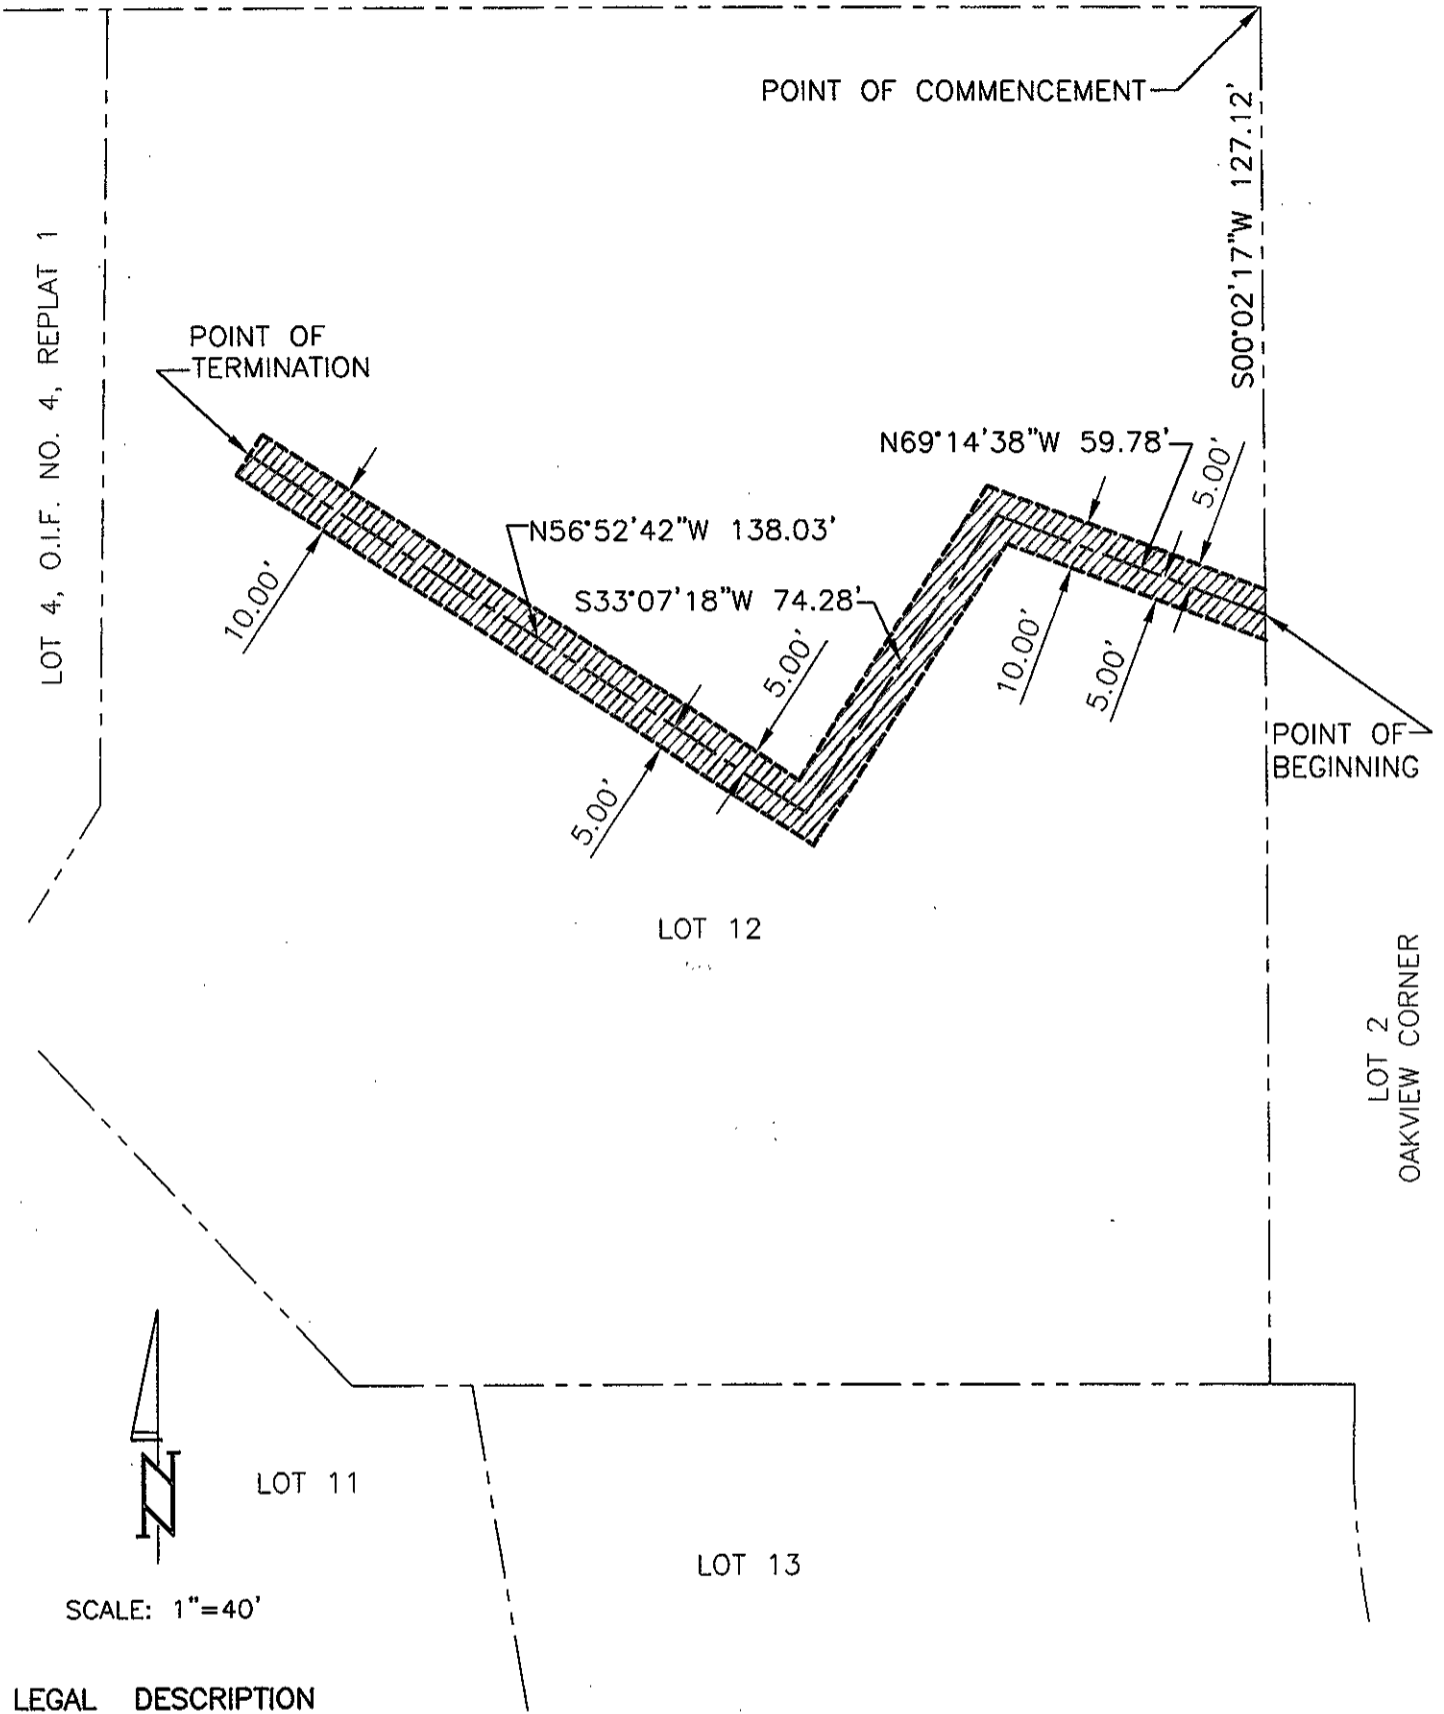 POINT OF COMMENCEMENT
S00°02'17"W 127.12'
LOT 4, O.I.F. NO. 4, REPLAT 1
POINT OF
TERMINATION
N69°14'38"W 59.78'
5.00'
N56°52'42"W 138.03'
10.00'
S33°07'18"W 74.28'
5.00'
10.00'
5.00'
5.00'
POINT OF
BEGINNING
LOT 12
LOT 2
OAKVIEW CORNER
N
LOT 11
LOT 13
SCALE: 1"=40'
LEGAL DESCRIPTION